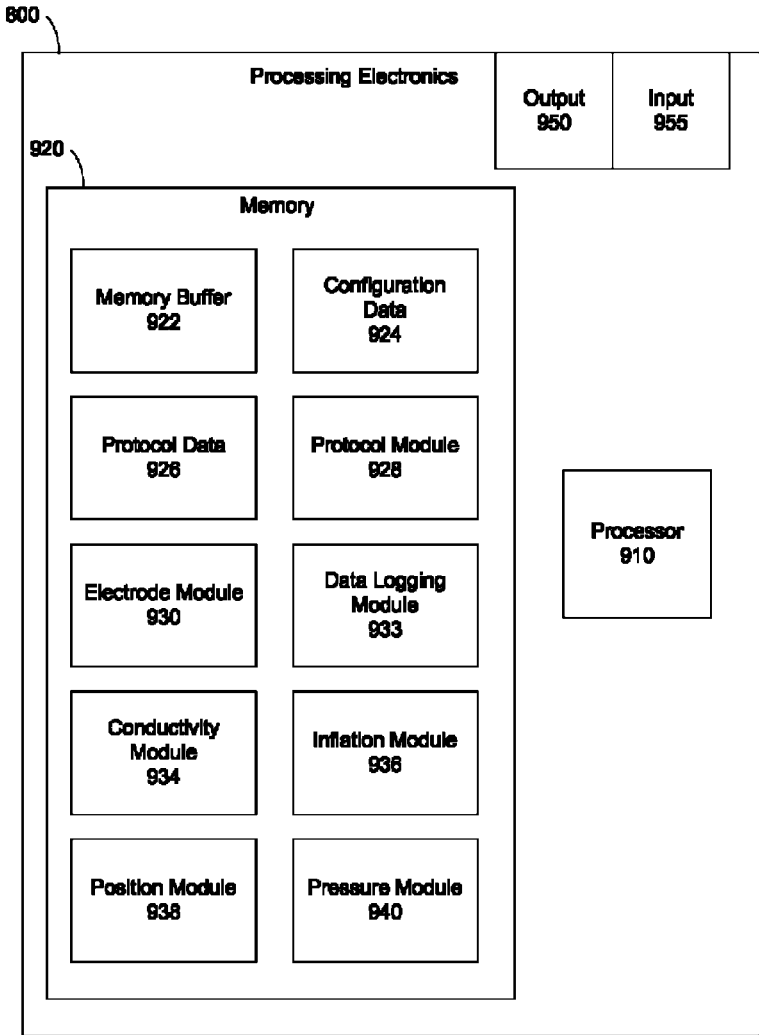 800
Processing Electronics
Output
950
Input
955
920
Memory
Memory Buffer
922
Configuration
Data
924
Protocol Data
926
Protocol Module
928
Electrode Module
930
Data Logging
Module
933
Conductivity
Module
934
Inflation Module
936
Position Module
938
Pressure Module
940
Processor
910